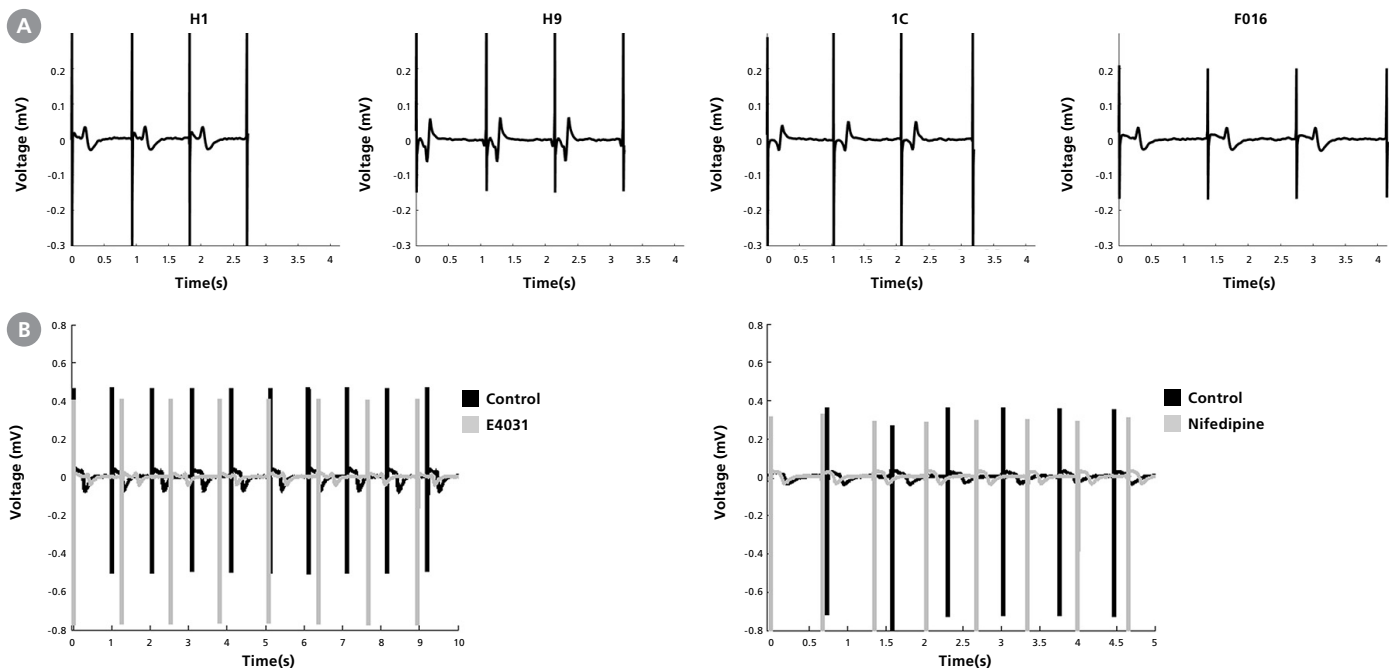 A
H1
H9
1C
F016
Voltage (mV)
0.2
0.1
0
-0.1
-0.2
-0.3
0 0.5 1 1.5 2 2.5 3 3.5 4
Time(s)
Voltage (mV)
0.2
0.1
0
-0.1
-0.2
-0.3
0 0.5 1 1.5 2 2.5 3 3.5 4
Time(s)
Voltage (mV)
0.2
0.1
0
-0.1
-0.2
-0.3
0 0.5 1 1.5 2 2.5 3 3.5 4
Time(s)
Voltage (mV)
0.2
0.1
0
-0.1
-0.2
-0.3
0 0.5 1 1.5 2 2.5 3 3.5 4
Time(s)
B
Voltage (mV)
0.8
0.6
0.4
0.2
0
-0.2
-0.4
-0.6
-0.8
0 1 2 3 4 5 6 7 8 9 10
Time(s)
Control
E4031
Voltage (mV)
0.8
0.6
0.4
0.2
0
-0.2
-0.4
-0.6
-0.8
0 0.5 1 1.5 2 2.5 3 3.5 4 4.5 5
Time(s)
Control
Nifedipine